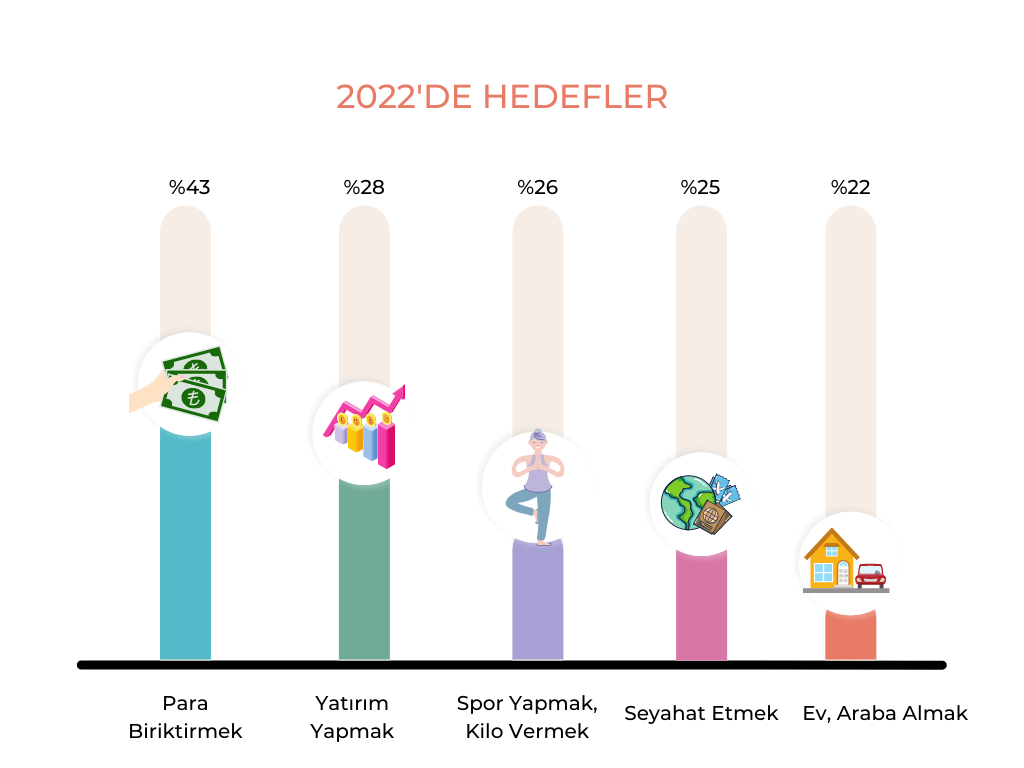 2022'DE HEDEFLER
%43
%28
%26
%25
%22
Para
Biriktirmek
Yatırım
Yapmak
Spor Yapmak,
Kilo Vermek
Seyahat Etmek
Ev, Araba Almak